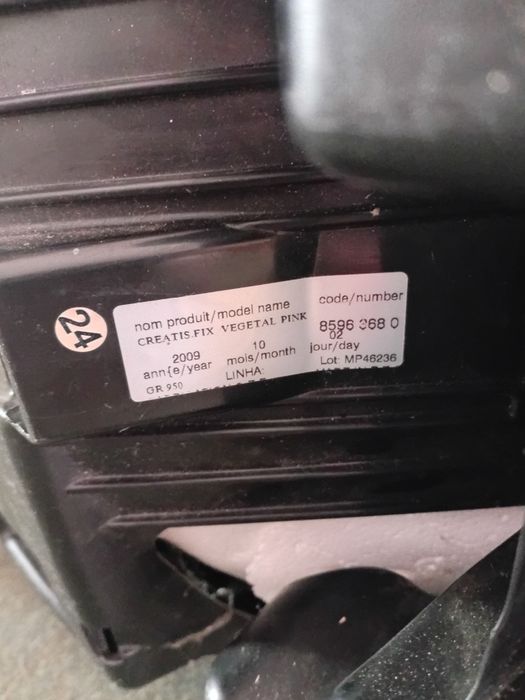 24
nom produit/model name code/number
CREATIS.FIX VEGETAL PINK 8596 368 0
2009 10 02
ann{e/year mois/month jour/day
GR 950 LINHA: Lot: MP46236